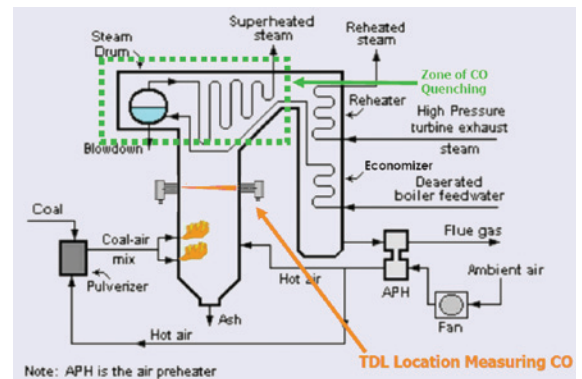 Superheated
steam
Reheated
steam
Steam
Drum
Zone of CO
Quenching
Reheater
High Pressure
turbine exhaust
steam
Blowdown
Economizer
Deaerated
boiler feedwater
Coal
Coal-air
mix
Flue gas
Hot air
Ambient air
Pulverizer
APH
Ash
Fan
Hot air
TDL Location Measuring CO
Note: APH is the air preheater